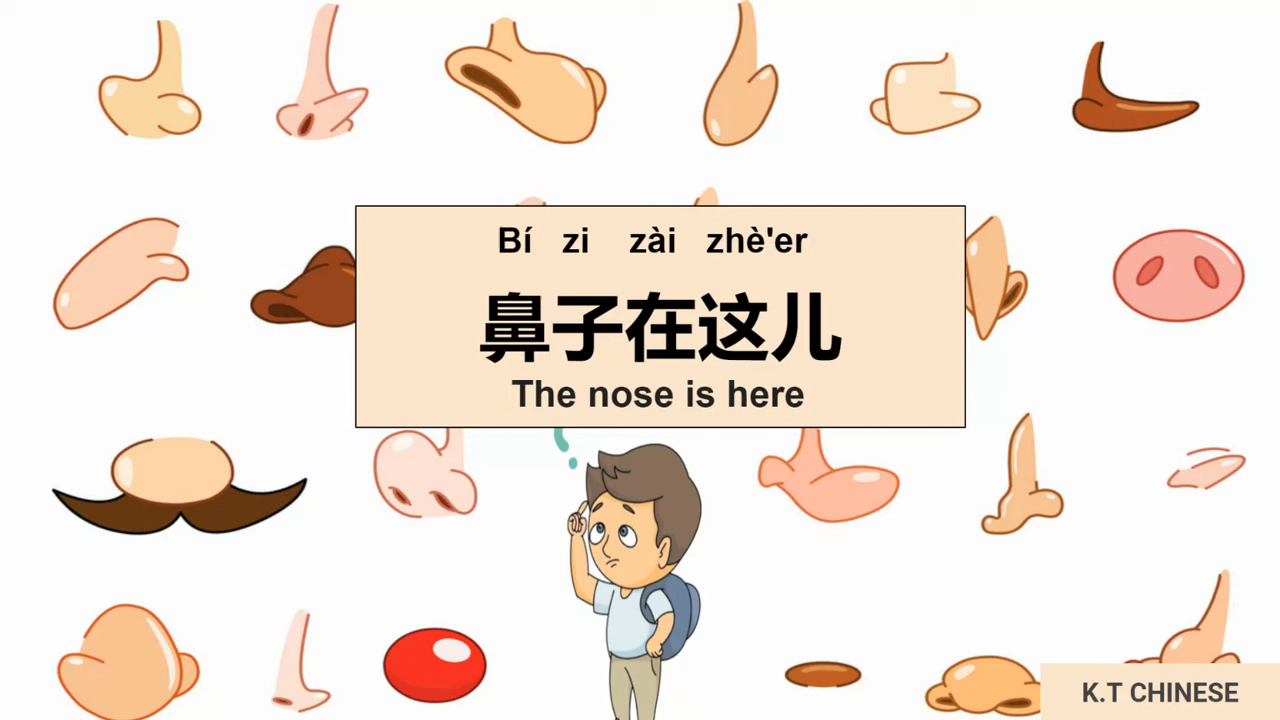 Bí zi zài zhè'er
鼻子在这儿
The nose is here
K.T CHINESE